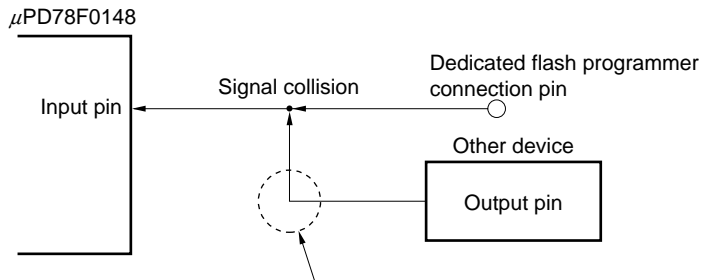 μPD78F0148
Dedicated flash programmer
connection pin
Signal collision
Input pin
Other device
Output pin